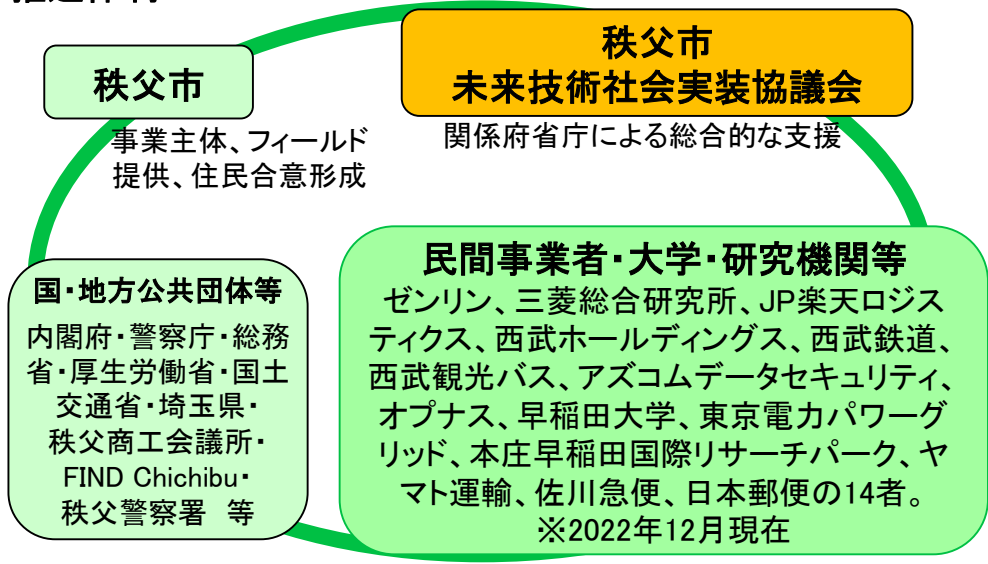 秩父市
事業主体、フィールド
提供、住民合意形成
秩父市
未来技術社会実装協議会
関係府省庁による総合的な支援
国・地方公共団体等
内閣府・警察庁・総務
省・厚生労働省・国土
交通省・埼玉県・
秩父商工会議所・
FIND Chichibu・
秩父警察署　等
民間事業者・大学・研究機関等
ゼンリン、三菱総合研究所、JP楽天ロジス
ティクス、西武ホールディングス、西武鉄道、
西武観光バス、アズコムデータセキュリティ、
オプナス、早稲田大学、東京電力パワーグ
リッド、本庄早稲田国際リサーチパーク、ヤ
マト運輸、佐川急便、日本郵便の14者。
※2022年12月現在